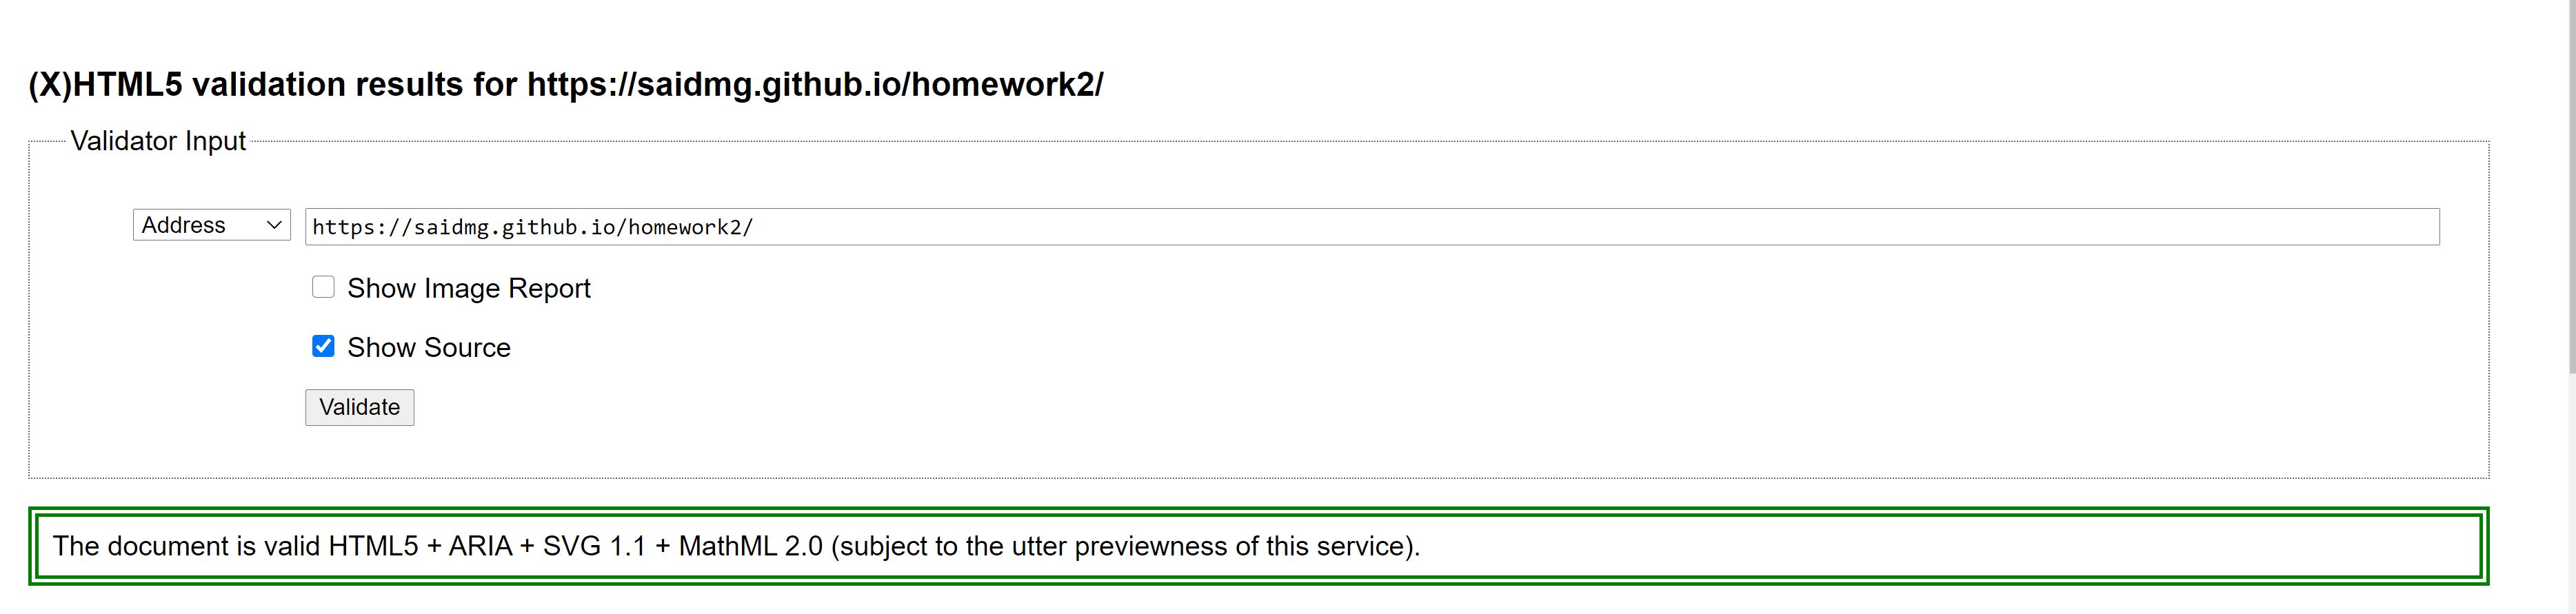 (X)HTML5 validation results for https://saidmg.github.io/homework2/
Validator Input
Address https://saidmg.github.io/homework2/
Show Image Report
Show Source
Validate
The document is valid HTML5 + ARIA + SVG 1.1 + MathML 2.0 (subject to the utter previewness of this service).